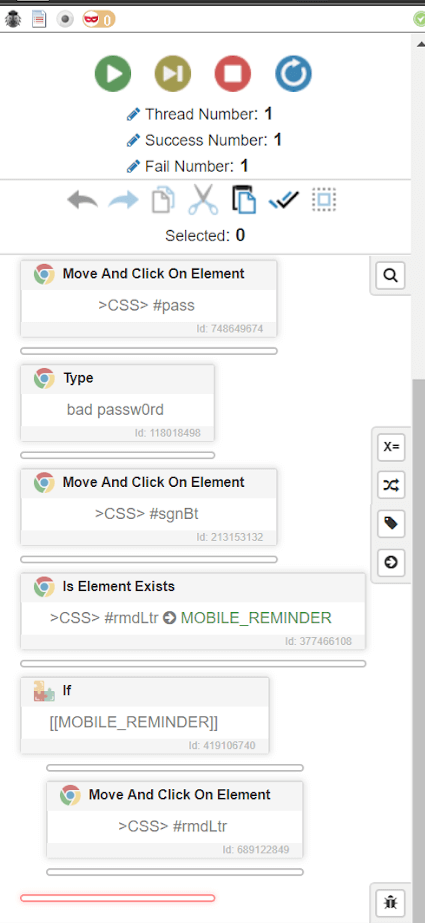 0
Thread Number: 1
Success Number: 1
Fail Number: 1
Selected: 0
Move And Click On Element
>CSS> #pass
Id: 748649674
Type
bad passw0rd
Id: 118018498
Move And Click On Element
>CSS> #sgnBt
Id: 213153132
X=
Is Element Exists
>CSS> #rmdLtr MOBILE_REMINDER
Id: 377466108
If
[[MOBILE_REMINDER]]
Id: 419106740
Move And Click On Element
>CSS> #rmdLtr
Id: 689122849